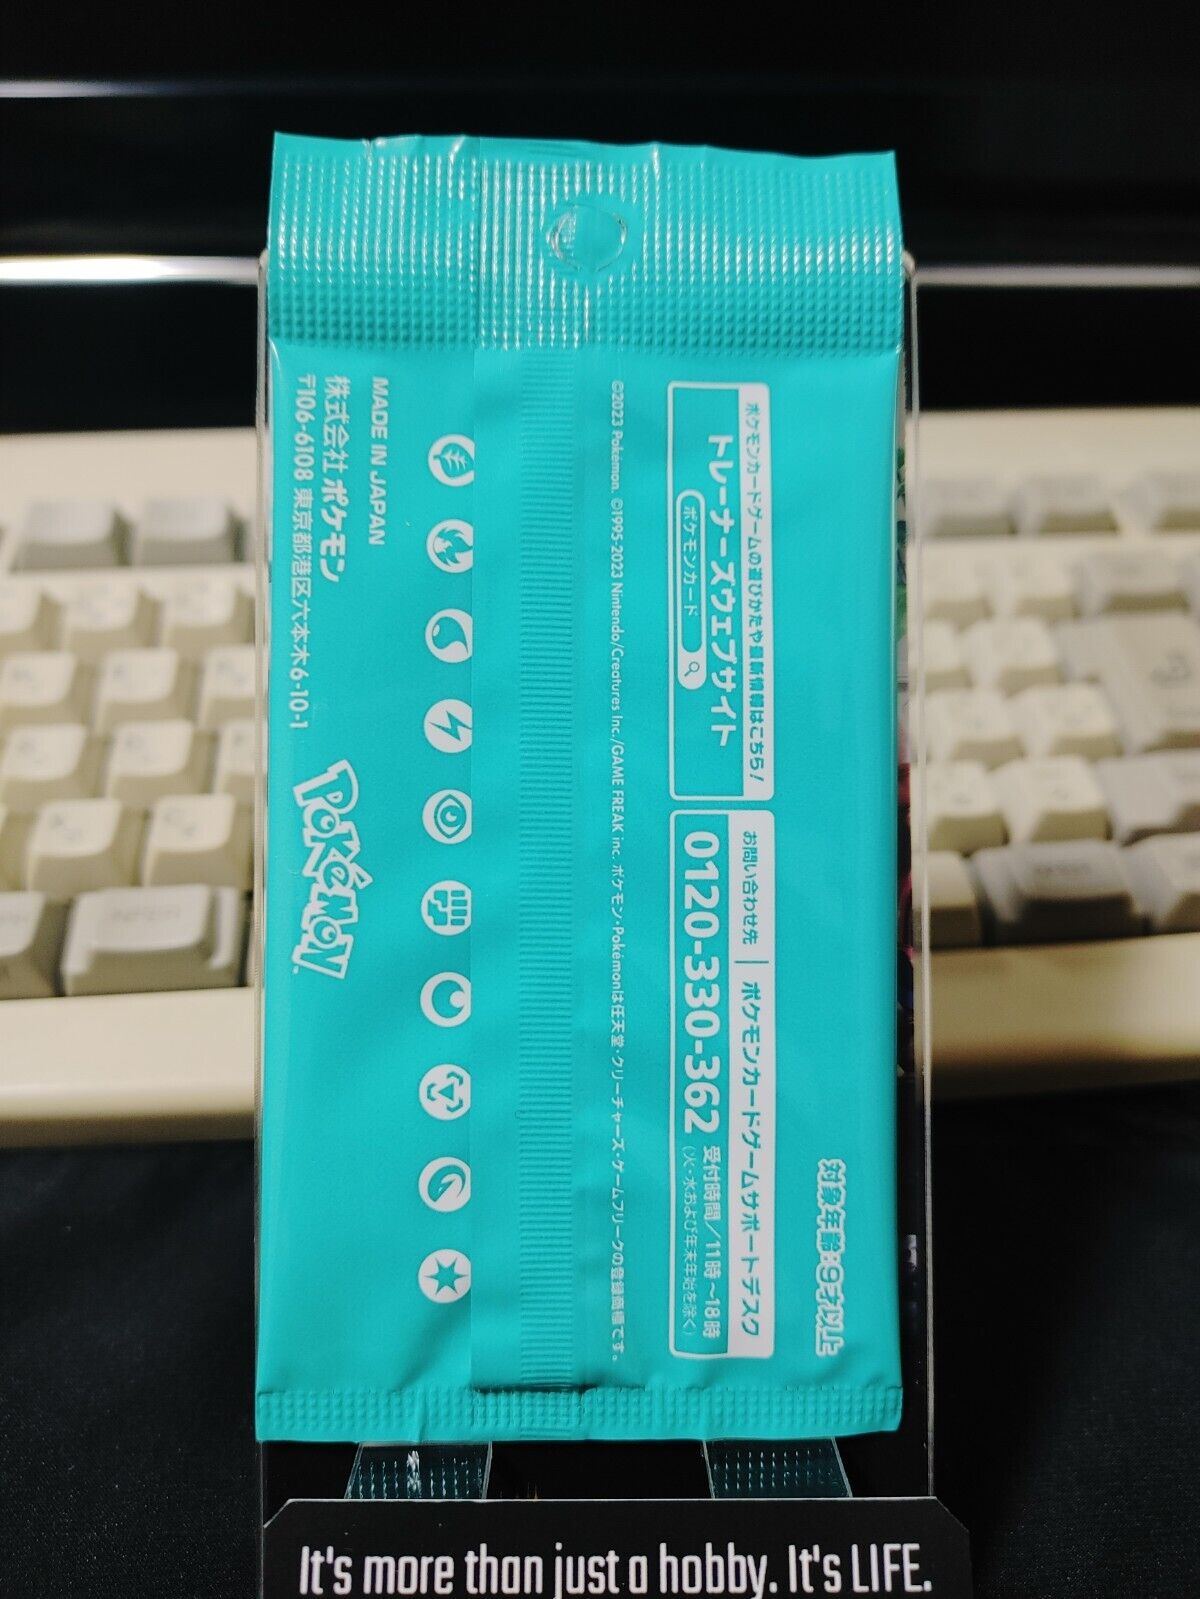 対象年齢:9才以上
ポケモンカードゲームの遊びかたや最新情報はこちら!
トレーナーズウェブサイト
ポケモンカード
お問い合わせ先 | ポケモンカードゲームサポートデスク
0120-330-362 受付時間/11時~18時
(火・水および年末年始を除く)
©2023 Pokémon. ©1995-2023 Nintendo/Creatures Inc./GAME FREAK inc. ポケモン・Pokémonは任天堂・クリーチャーズ・ゲームフリークの登録商標です。
MADE IN JAPAN
株式会社 ポケモン
〒106-6108 東京都港区六本木6-10-1
POKéMON
It's more than just a hobby. It's LIFE.